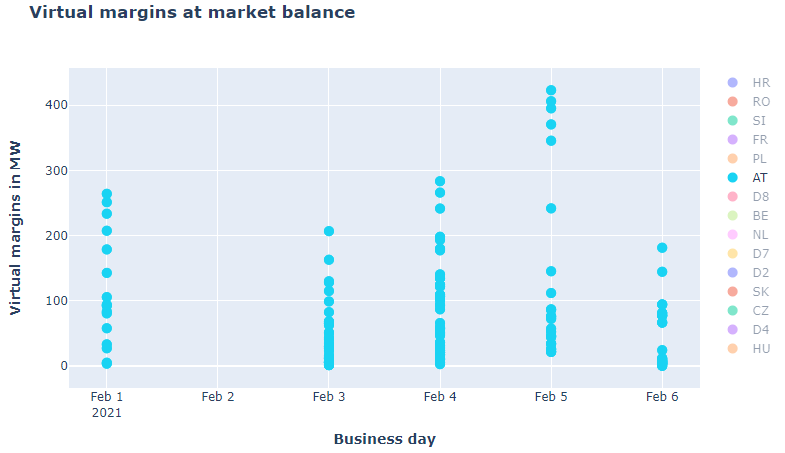 Virtual margins at market balance
Virtual margins in MW
400
300
200
100
0
Feb 1
2021
Feb 2
Feb 3
Feb 4
Feb 5
Feb 6
Business day
HR
RO
SI
FR
PL
AT
D8
BE
NL
D7
D2
SK
CZ
D4
HU